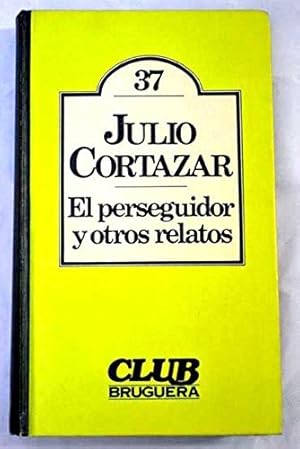 37
JULIO
CORTAZAR
El perseguidor
y otros relatos
CLUB
BRUGUERA